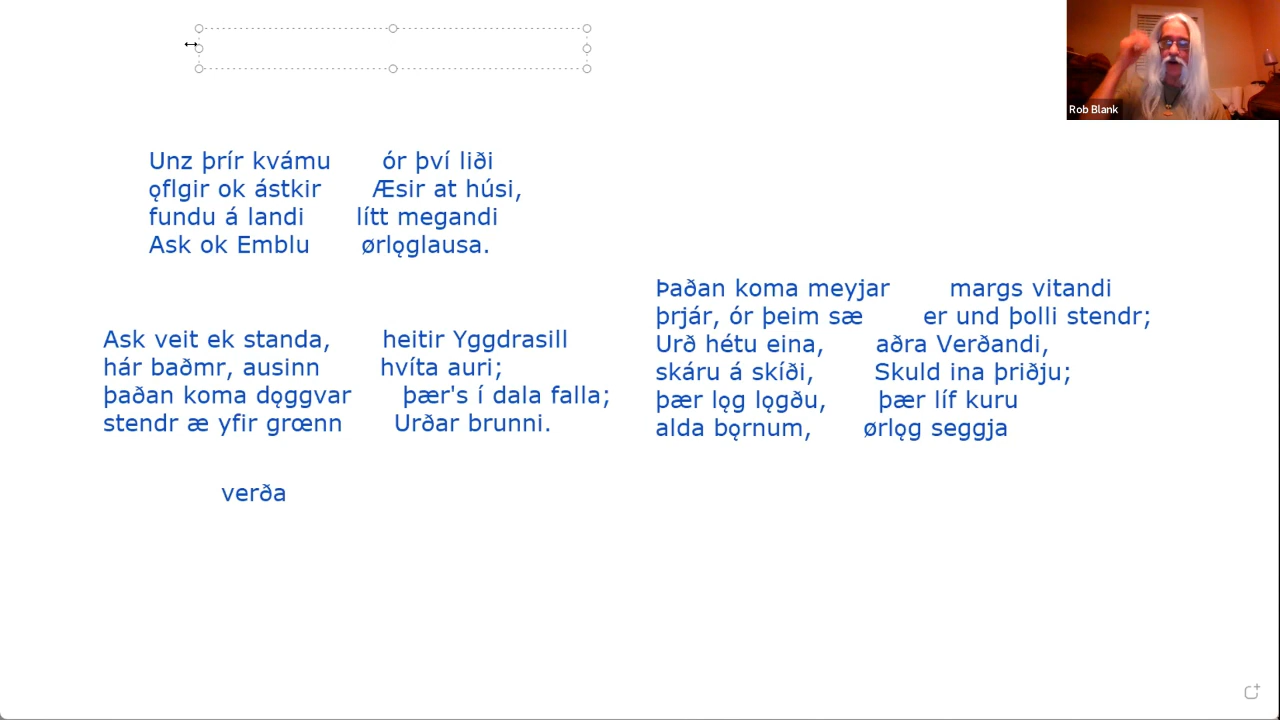 Rob Blank
Unz þrír kvámu ór því liði
ǫflgir ok ástkir Æsir at húsi,
fundu á landi lítt megandi
Ask ok Emblu ørlǫglausa.
Ask veit ek standa, heitir Yggdrasill
hár baðmr, ausinn hvíta auri;
þaðan koma dǫggvar þær's í dala falla;
stendr æ yfir grœnn Urðar brunni.
verða
Þaðan koma meyjar margs vitandi
þrjár, ór þeim sæ er und þolli stendr;
Urð hétu eina, aðra Verðandi,
skáru á skíði, Skuld ina þriðju;
þær lǫg lǫgðu, þær líf kuru
alda bǫrnum, ørlǫg seggja